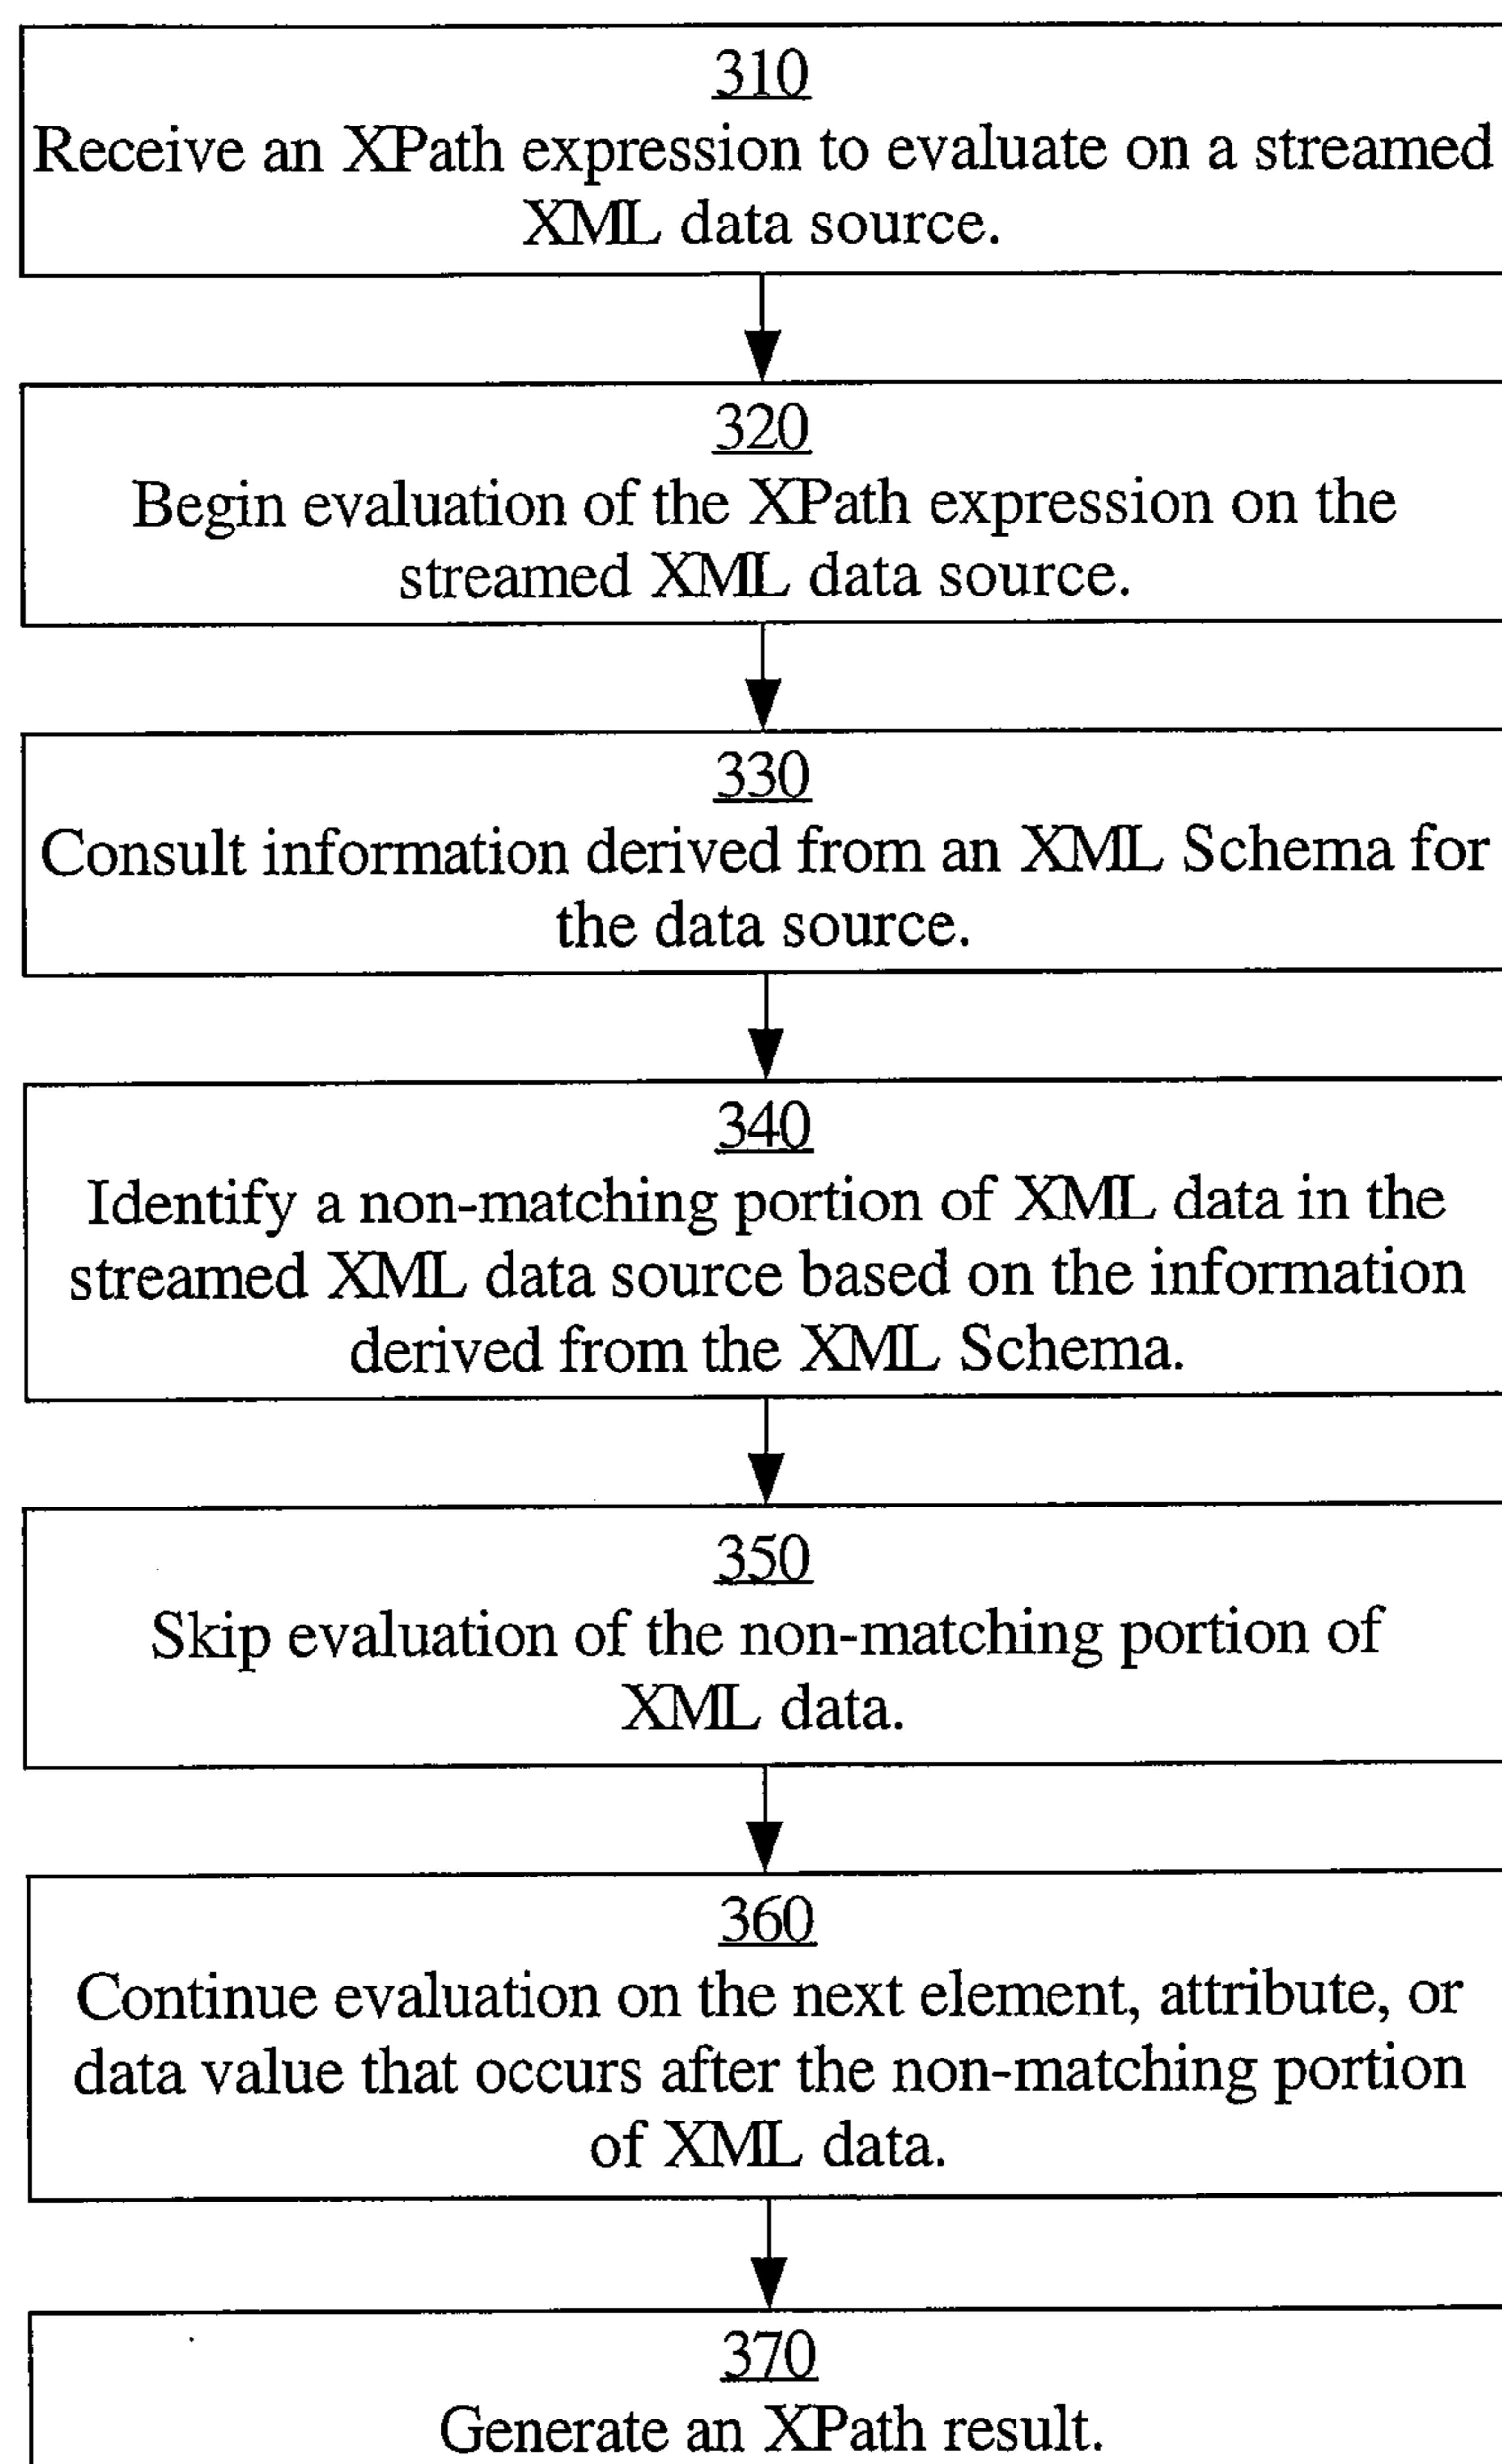 310
Receive an XPath expression to evaluate on a streamed
XML data source.
320
Begin evaluation of the XPath expression on the
streamed XML data source.
330
Consult information derived from an XML Schema for
the data source.
340
Identify a non-matching portion of XML data in the
streamed XML data source based on the information
derived from the XML Schema.
350
Skip evaluation of the non-matching portion of
XML data.
360
Continue evaluation on the next element, attribute, or
data value that occurs after the non-matching portion
of XML data.
370
Generate an XPath result.